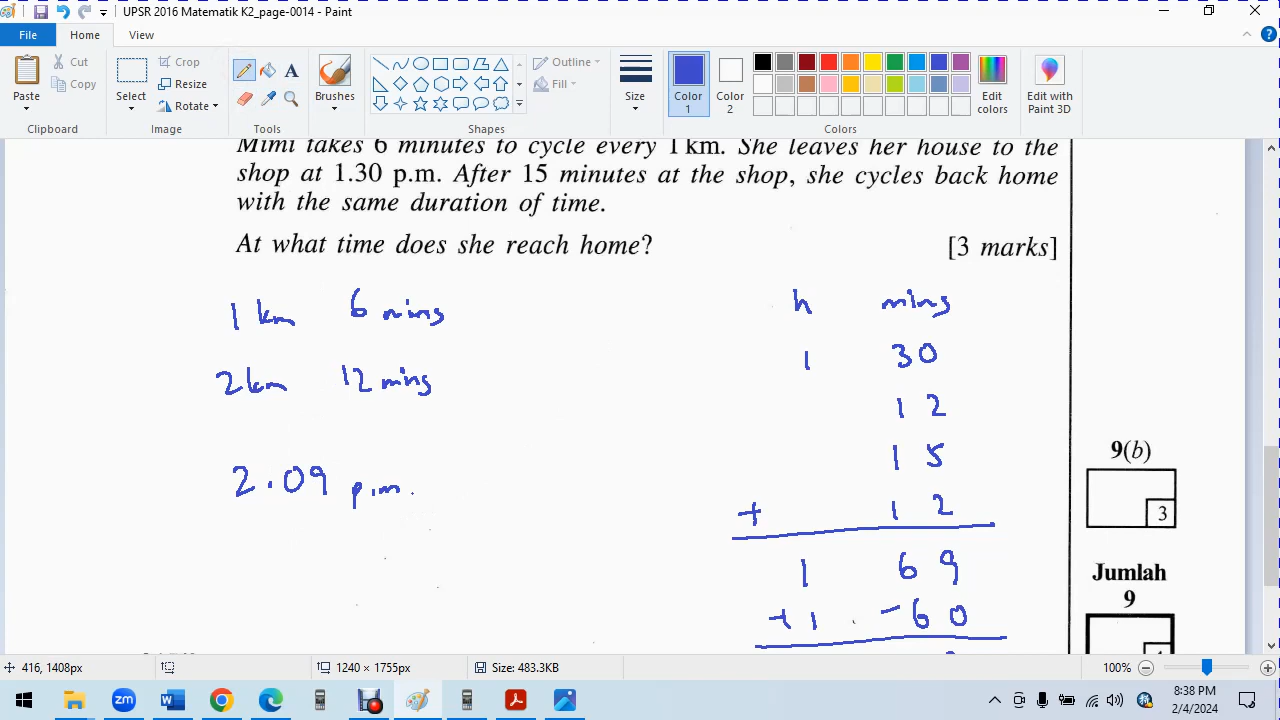 UPSR 2016 Matematik K2_page-0014 - Paint
File Home View
Paste Cut Copy Clipboard
Select Crop Resize Rotate Image
Tools
Brushes
Outline Fill Shapes
Size
Color 1 Color 2 Edit colors Edit with Paint 3D
Colors
Mimi takes 6 minutes to cycle every 1 km. She leaves her house to the
shop at 1.30 p.m. After 15 minutes at the shop, she cycles back home
with the same duration of time.
At what time does she reach home? [3 marks]
1 km 6 mins
2 km 12 mins
2.09 p.m.
h mins
1 30
12
15
+ 12
1 69
+1 -60
9(b)
3
Jumlah
9
416, 1408px 1240 × 1755px Size: 483.3KB 100%
8:38 PM
2/4/2024